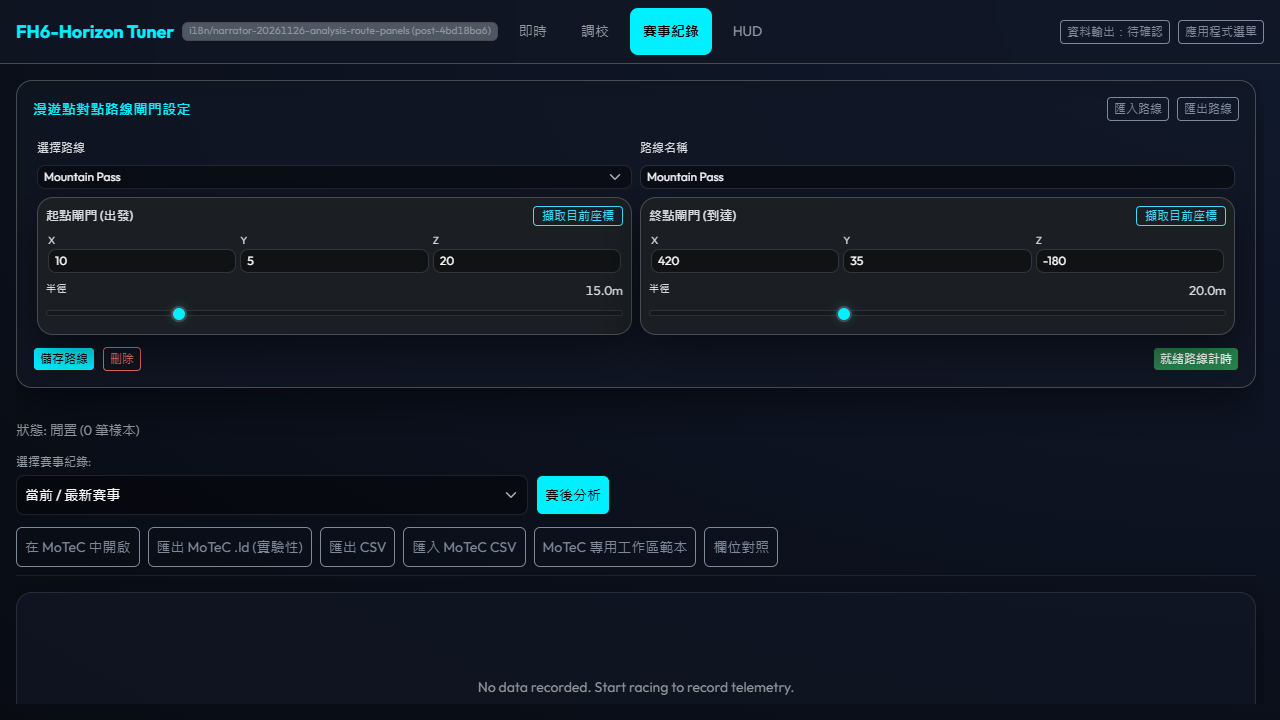 FH6-Horizon Tuner i18n/narrator-20261126-analysis-route-panels (post-4bd18ba6) 即時 調校 賽事紀錄 HUD 資料輸出：待確認 應用程式選單
漫遊點對點路線閘門設定 匯入路線 匯出路線
選擇路線 路線名稱
Mountain Pass Mountain Pass
起點閘門 (出發) 擷取目前座標 終點閘門 (到達) 擷取目前座標
X Y Z X Y Z
10 5 20 420 35 -180
半徑 15.0m 半徑 20.0m
儲存路線 刪除 就緒路線計時
狀態: 閒置 (0 筆樣本)
選擇賽事紀錄:
當前 / 最新賽事 賽後分析
在 MoTeC 中開啟 匯出 MoTeC .ld (實驗性) 匯出 CSV 匯入 MoTeC CSV MoTeC 專用工作區範本 欄位對照
No data recorded. Start racing to record telemetry.